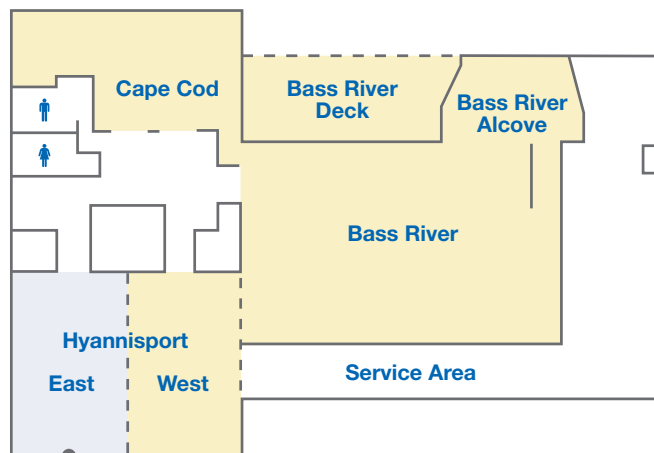 Cape Cod
Bass River
Deck
Bass River
Alcove
Bass River
Hyannisport
East
West
Service Area